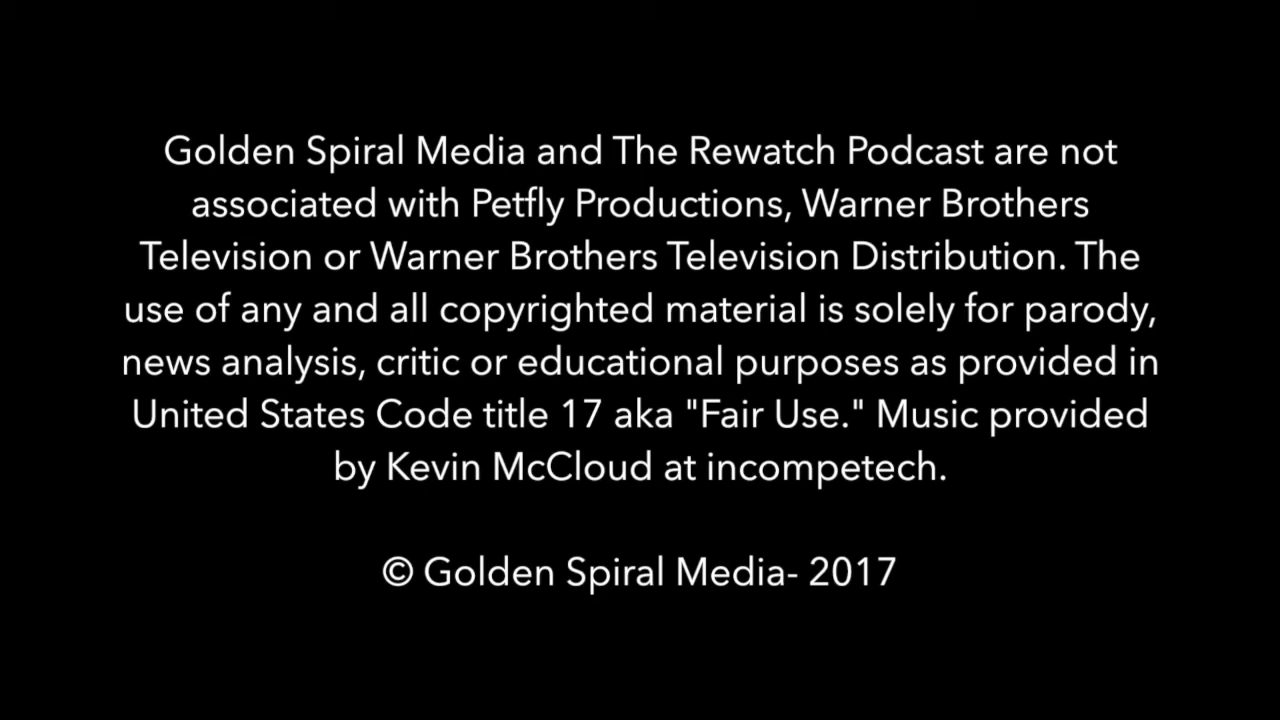 Golden Spiral Media and The Rewatch Podcast are not
associated with Petfly Productions, Warner Brothers
Television or Warner Brothers Television Distribution. The
use of any and all copyrighted material is solely for parody,
news analysis, critic or educational purposes as provided in
United States Code title 17 aka "Fair Use." Music provided
by Kevin McCloud at incompetech.
© Golden Spiral Media- 2017